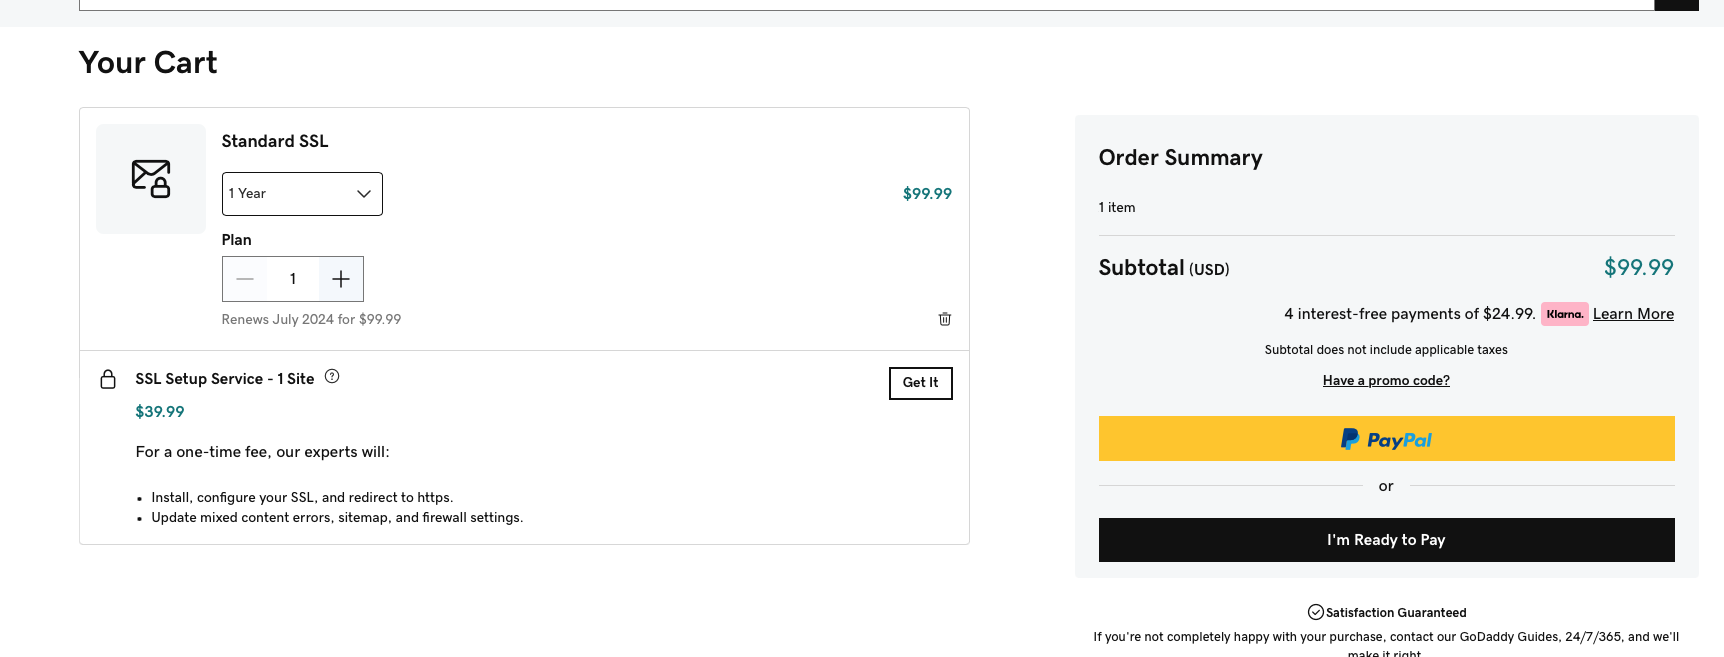 Your Cart
Standard SSL
1 Year
$99.99
Plan
1
Renews July 2024 for $99.99
SSL Setup Service - 1 Site ?
Get It
$39.99
For a one-time fee, our experts will:
• Install, configure your SSL, and redirect to https.
• Update mixed content errors, sitemap, and firewall settings.
Order Summary
1 item
Subtotal (USD) $99.99
4 interest-free payments of $24.99. Klarna. Learn More
Subtotal does not include applicable taxes
Have a promo code?
PayPal
or
I'm Ready to Pay
Satisfaction Guaranteed
If you're not completely happy with your purchase, contact our GoDaddy Guides, 24/7/365, and we'll
make it right